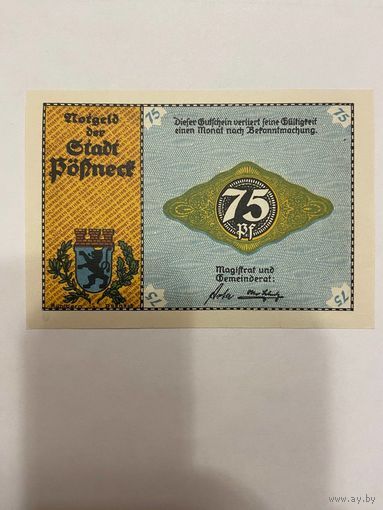 Notgeld
der
Stadt
Pößneck
Dieser Gutschein verliert seine Gültigkeit
einen Monat nach Bekanntmachung.
75
75
75
Pf
Magistrat und
Gemeinderat:
75
75
www.ay.by